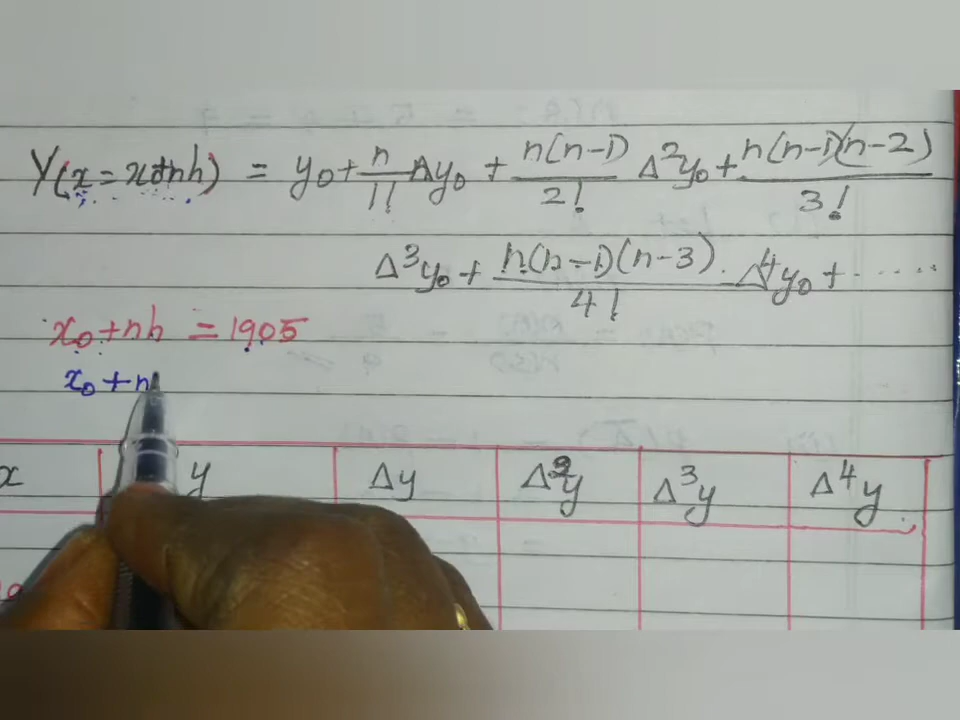 Y(x = x0+nh) = y₀ + n/1! Δy₀ + n(n-1)/2! Δ²y₀ + n(n-1)(n-2)/3!
Δ³y₀ + n(n-1)(n-3)/4! . Δ⁴y₀ + ......
x₀ + nh = 1905
x₀ + n
x y Δy Δ²y Δ³y Δ⁴y